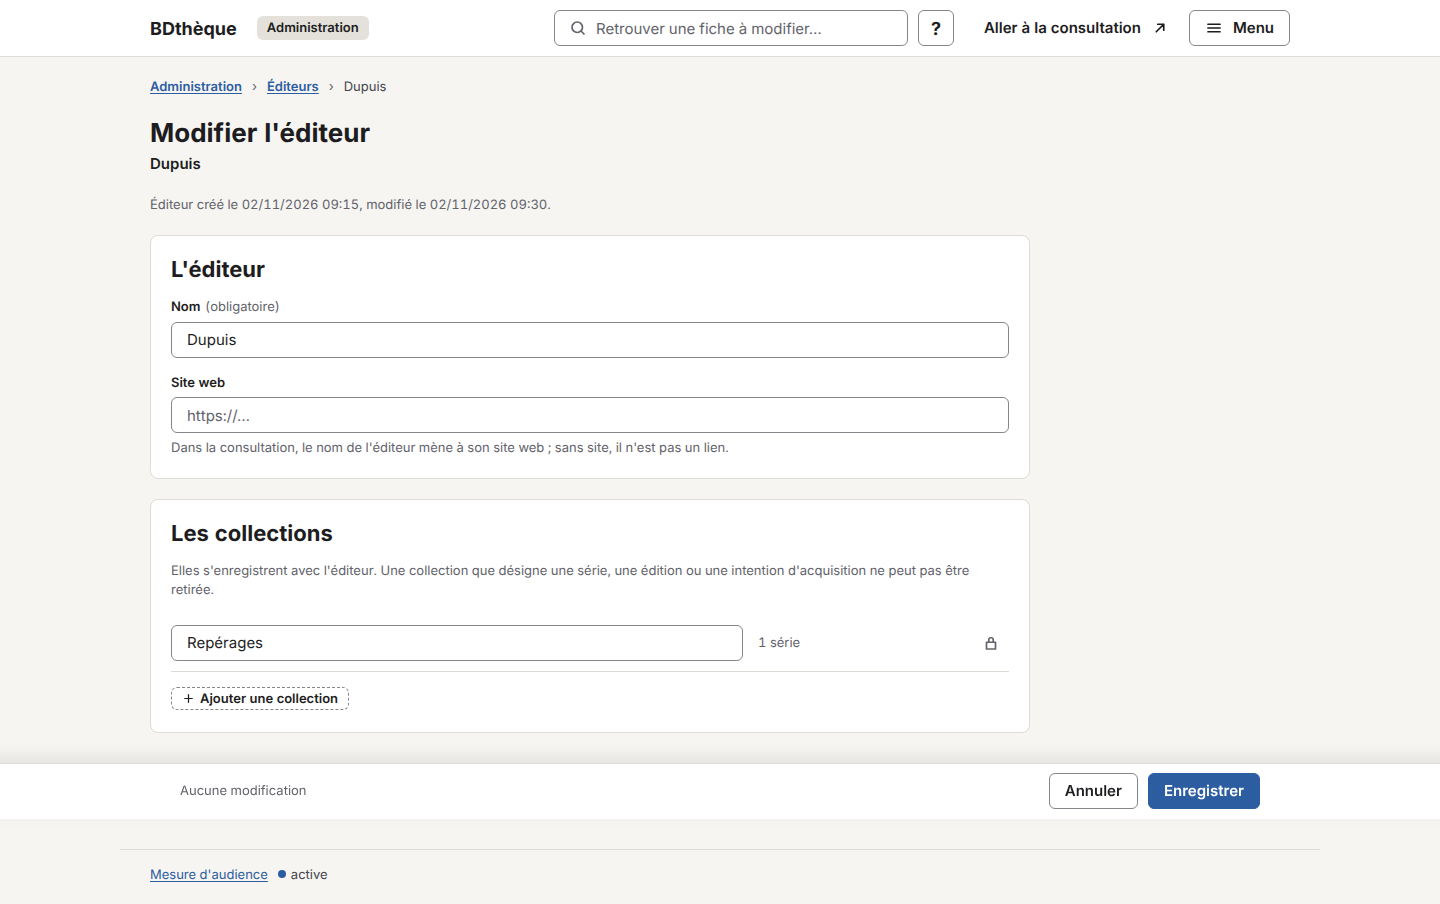 BDthèque Administration Retrouver une fiche à modifier... ? Aller à la consultation Menu
Administration › Éditeurs › Dupuis
Modifier l'éditeur
Dupuis
Éditeur créé le 02/11/2026 09:15, modifié le 02/11/2026 09:30.
L'éditeur
Nom (obligatoire)
Dupuis
Site web
https://...
Dans la consultation, le nom de l'éditeur mène à son site web ; sans site, il n'est pas un lien.
Les collections
Elles s'enregistrent avec l'éditeur. Une collection que désigne une série, une édition ou une intention d'acquisition ne peut pas être
retirée.
Repérages 1 série
+ Ajouter une collection
Aucune modification Annuler Enregistrer
Mesure d'audience active